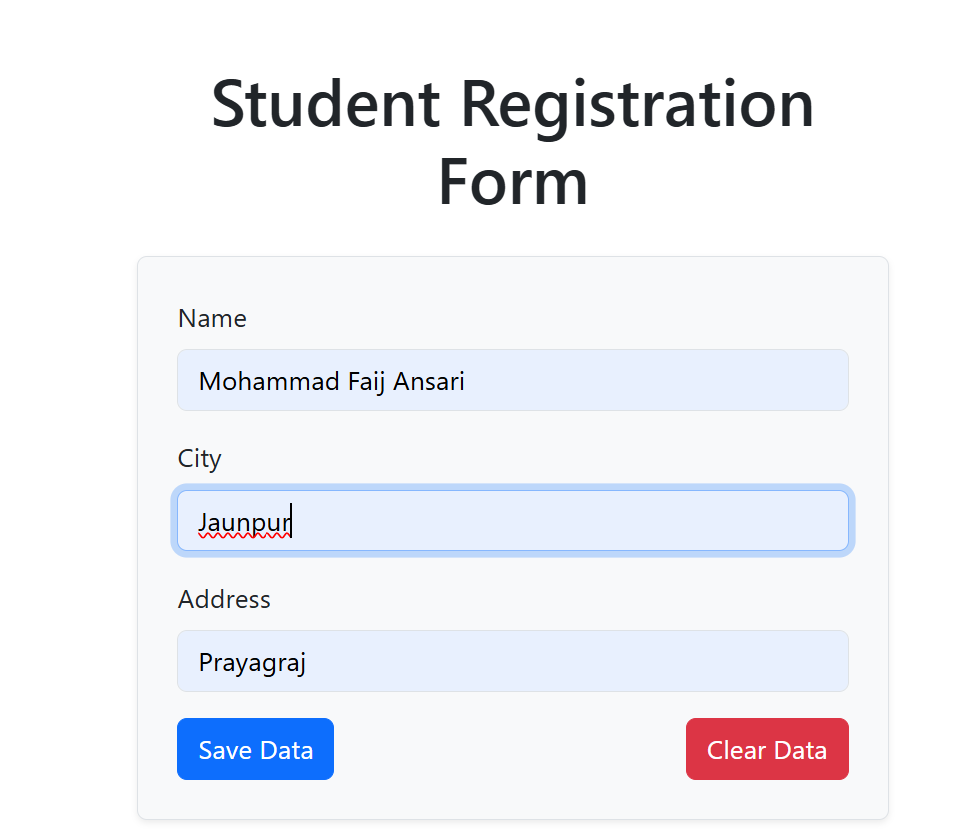 Student Registration
Form
Name
Mohammad Faij Ansari
City
Jaunpur
Address
Prayagraj
Save Data
Clear Data